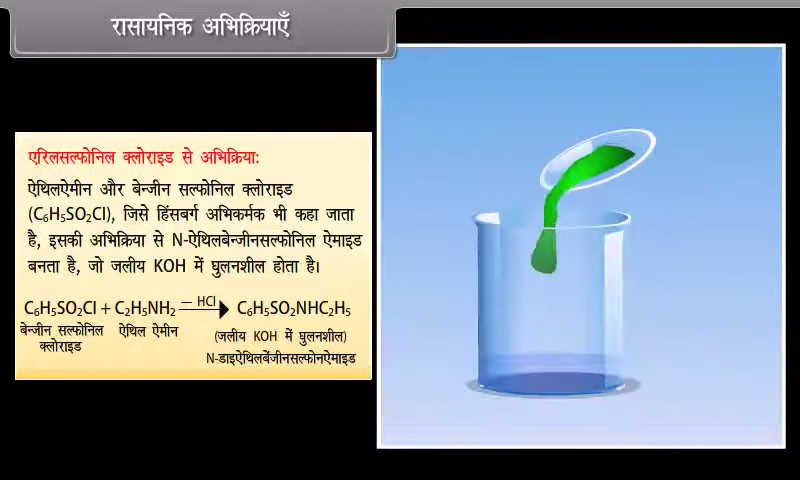 रासायनिक अभिक्रियाएँ
एरिलसल्फोनिल क्लोराइड से अभिक्रिया:
ऐथिलऐमीन और बेन्जीन सल्फोनिल क्लोराइड
(C₆H₅SO₂Cl), जिसे हिंसबर्ग अभिकर्मक भी कहा जाता
है, इसकी अभिक्रिया से N-ऐथिलबेन्जीनसल्फोनिल ऐमाइड
बनता है, जो जलीय KOH में घुलनशील होता है।
C₆H₅SO₂Cl + C₂H₅NH₂ — HCl → C₆H₅SO₂NHC₂H₅
बेन्जीन सल्फोनिल ऐथिल ऐमीन (जलीय KOH में घुलनशील)
क्लोराइड
N-डाइऐथिलबेंजीनसल्फोनऐमाइड